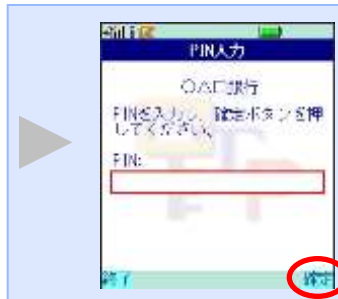 PIN入力
○△□銀行
PINを入力し、確定ボタンを押
してください。
PIN:
終了
確定